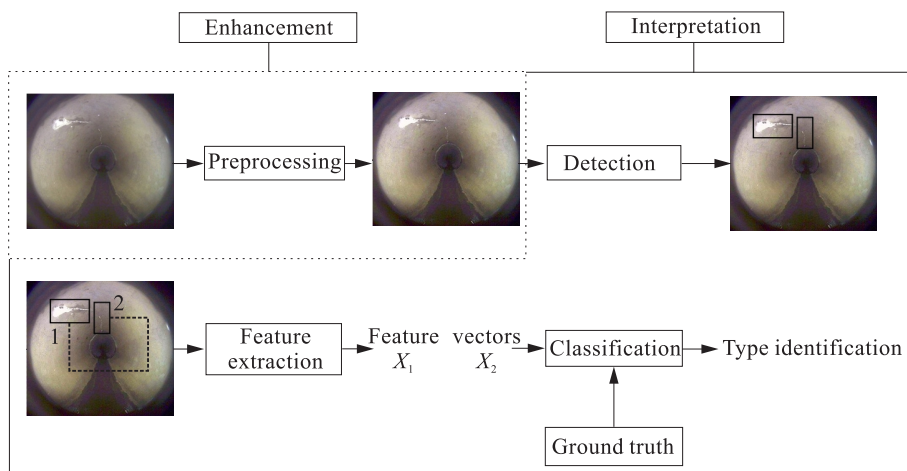 Enhancement
Interpretation
Preprocessing
Detection
1
2
Feature
extraction
Feature vectors
X₁ X₂
Classification
Type identification
Ground truth